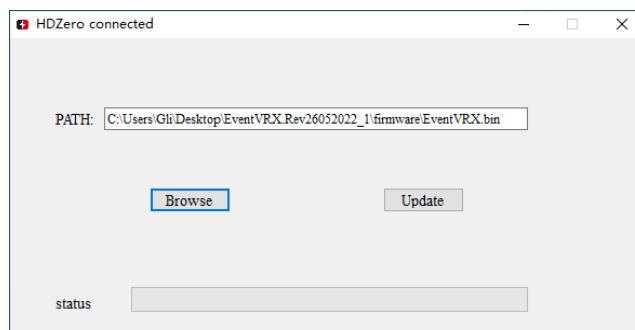 HDZero connected
PATH: C:\Users\Gli\Desktop\EventVRX.Rev26052022_1\firmware\EventVRX.bin
Browse Update
status